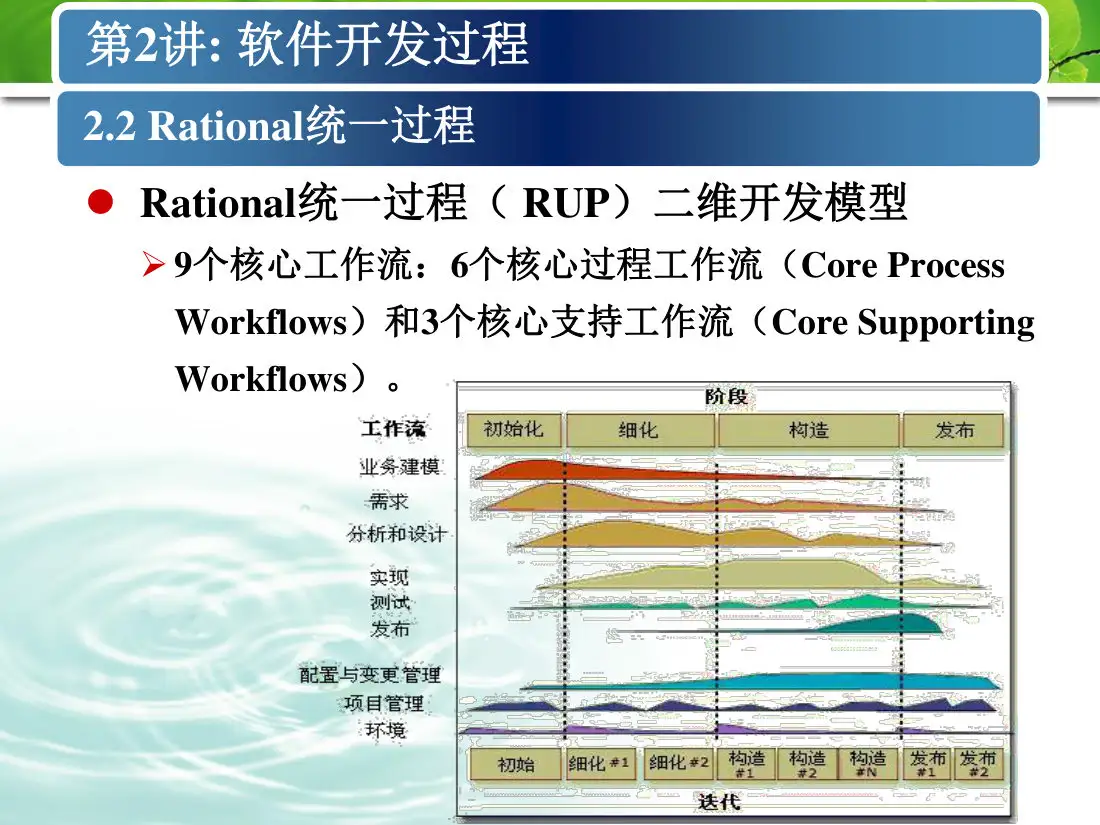 第2讲: 软件开发过程
2.2 Rational统一过程
Rational统一过程（ RUP）二维开发模型
9个核心工作流：6个核心过程工作流（Core Process
Workflows）和3个核心支持工作流（Core Supporting
Workflows）。
阶段
工作流 初始化 细化 构造 发布
业务建模
需求
分析和设计
实现
测试
发布
配置与变更管理
项目管理
环境
初始 细化 #1 细化 #2 构造 #1 构造 #2 构造 #N 发布 #1 发布 #2
迭代